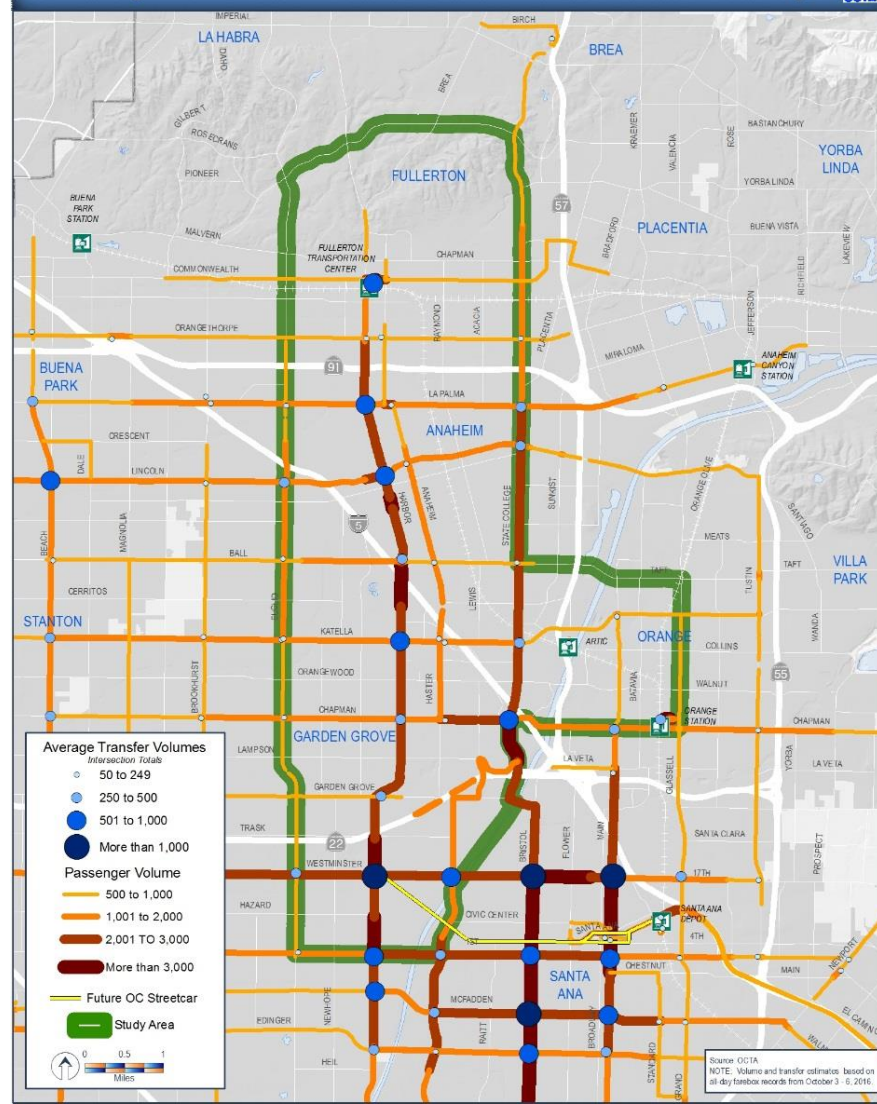 IMPERIAL
BIRCH
LA HABRA
BREA
IDAHO
BREA
GILBERT
ROSECRANS
KRAEMER
VALENCIA
ROSE
BASTANCHURY
YORBA
LINDA
PIONEER
FULLERTON
YORBA LINDA
BUENA
PARK
STATION
57
BRADFORD
PLACENTIA
BUENA VISTA
LAKEVIEW
MALVERN
FULLERTON
TRANSPORTATION
CENTER
CHAPMAN
COMMONWEALTH
RICHFIELD
ORANGETHORPE
RAYMOND
ACACIA
PLACENTIA
JEFFERSON
MIRALOMA
ANAHEIM
CANYON
STATION
BUENA
PARK
91
LA PALMA
ANAHEIM
CRESCENT
DALE
LINCOLN
HARBOR
ANAHEIM
STATE COLLEGE
SUNKIST
ORANGE OLIVE
SANTIAGO
BEACH
MAGNOLIA
5
MEATS
BALL
TAFT
TUSTIN
TAFT
VILLA
PARK
CERRITOS
EUCLID
LEWIS
WANDA
STANTON
KATELLA
ARTIC
ORANGE
COLLINS
BROOKHURST
ORANGEWOOD
HASTER
BATAVIA
WALNUT
55
CHAPMAN
ORANGE
STATION
CHAPMAN
GARDEN GROVE
LAMPSON
LA VETA
GLASSELL
YORBA
LA VETA
GARDEN GROVE
TRASK
22
BRISTOL
FLOWER
MAIN
SANTA CLARA
PROSPECT
WESTMINSTER
17TH
HAZARD
CIVIC CENTER
SANTA ANA
SANTA ANA
DEPOT
1ST
4TH
CHESTNUT
MAIN
NEWPORT
SANTA
ANA
NEWHOPE
MCFADDEN
EDINGER
RAITT
BROADWAY
EL CAMINO
HEIL
STANDARD
GRAND
Average Transfer Volumes
Intersection Totals
50 to 249
250 to 500
501 to 1,000
More than 1,000
Passenger Volume
500 to 1,000
1,001 to 2,000
2,001 TO 3,000
More than 3,000
Future OC Streetcar
Study Area
0 0.5 1
Miles
Source: OCTA
NOTE: Volume and transfer estimates based on
all-day farebox records from October 3 - 6, 2016.